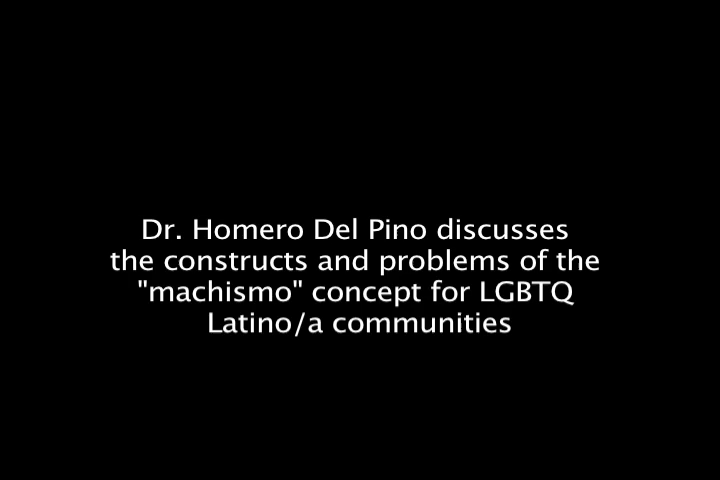 Dr. Homero Del Pino discusses
the constructs and problems of the
"machismo" concept for LGBTQ
Latino/a communities